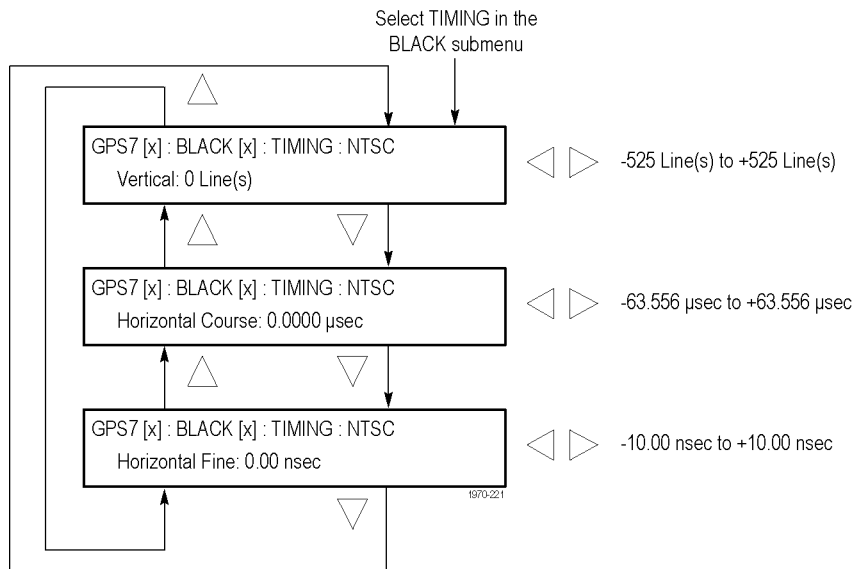 Select TIMING in the
BLACK submenu
GPS7 [x] : BLACK [x] : TIMING : NTSC
Vertical: 0 Line(s)
-525 Line(s) to +525 Line(s)
GPS7 [x] : BLACK [x] : TIMING : NTSC
Horizontal Course: 0.0000 µsec
-63.556 µsec to +63.556 µsec
GPS7 [x] : BLACK [x] : TIMING : NTSC
Horizontal Fine: 0.00 nsec
-10.00 nsec to +10.00 nsec
1970-221